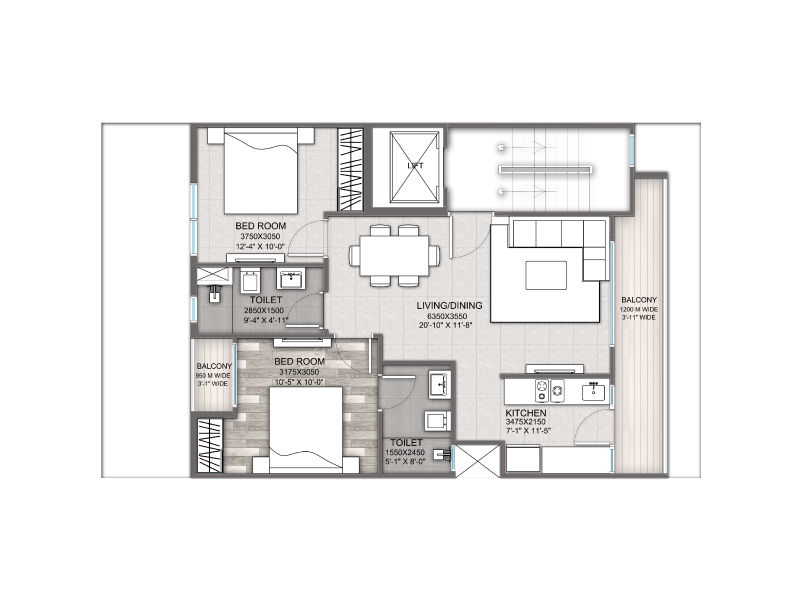 LIFT
BED ROOM
3750X3050
12'-4" X 10'-0"
TOILET
2850X1500
9'-4" X 4'-11"
LIVING/DINING
6350X3550
20'-10" X 11'-8"
BALCONY
1200 M WIDE
3'-11" WIDE
BALCONY
950 M WIDE
3'-1" WIDE
BED ROOM
3175X3050
10'-5" X 10'-0"
KITCHEN
3475X2150
7'-1" X 11'-5"
TOILET
1550X2450
5'-1" X 8'-0"